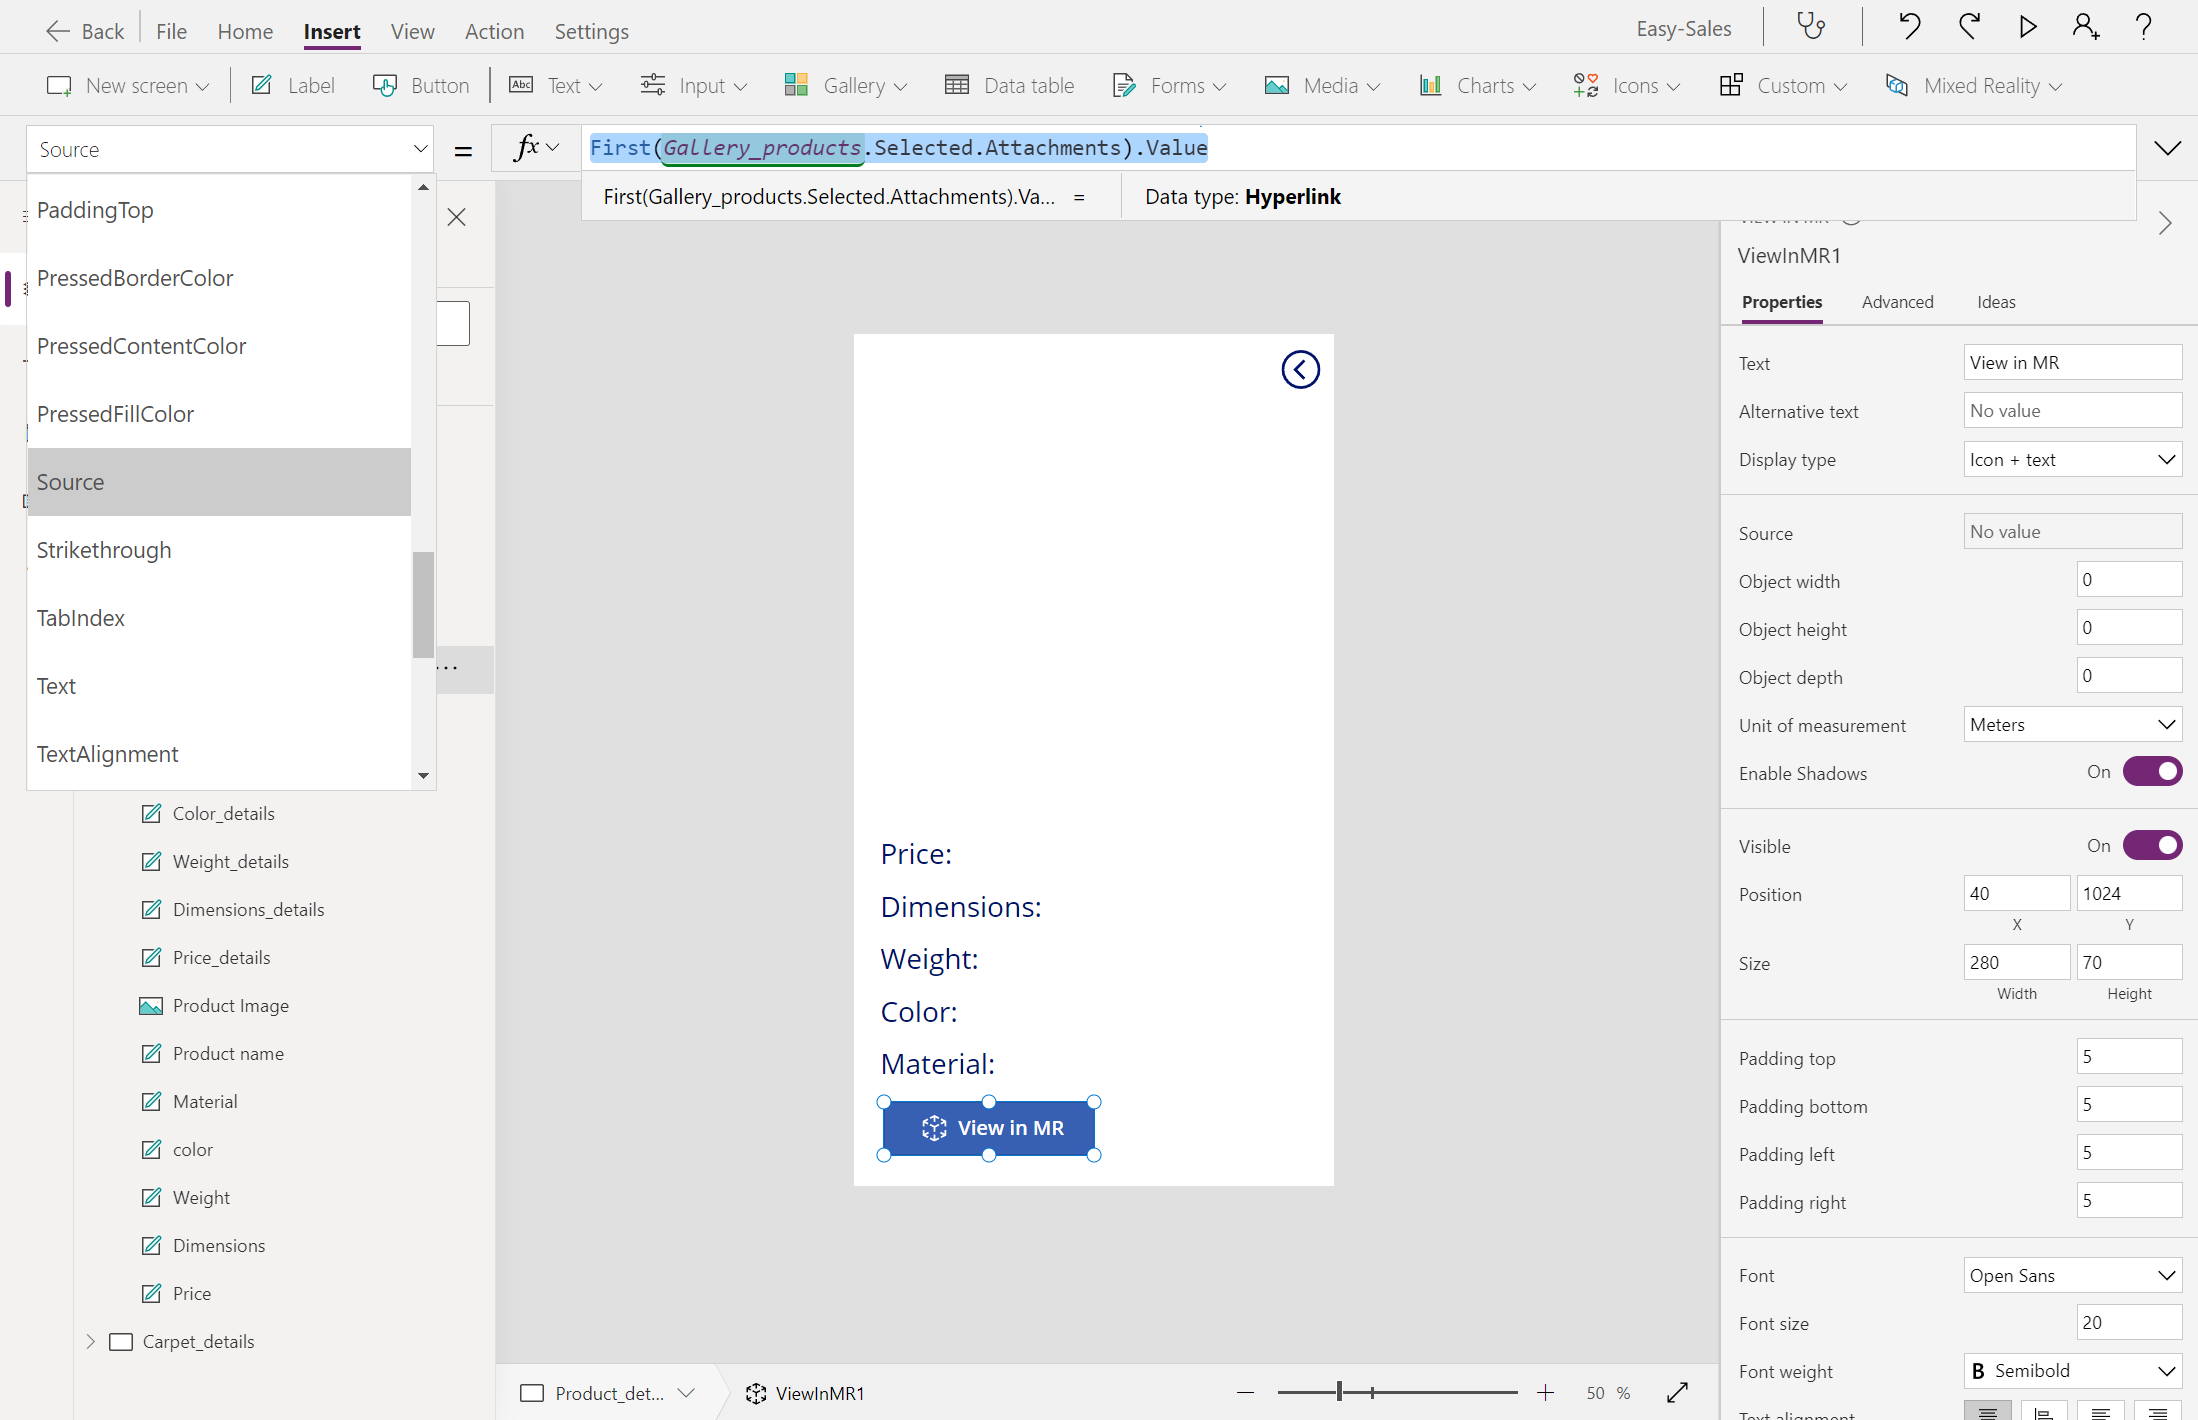 Back File Home Insert View Action Settings Easy-Sales
New screen Label Button Abc Text Input Gallery Data table Forms Media Charts Icons Custom Mixed Reality
Source = fx First(Gallery_products.Selected.Attachments).Value
First(Gallery_products.Selected.Attachments).Va... = Data type: Hyperlink
PaddingTop
PressedBorderColor
PressedContentColor
PressedFillColor
Source
Strikethrough
TabIndex
Text
TextAlignment
Color_details
Weight_details
Dimensions_details
Price_details
Product Image
Product name
Material
color
Weight
Dimensions
Price
Carpet_details
Price:
Dimensions:
Weight:
Color:
Material:
View in MR
Product_det... ViewInMR1 50 %
VIEW IN MR
ViewInMR1
Properties Advanced Ideas
Text View in MR
Alternative text No value
Display type Icon + text
Source No value
Object width 0
Object height 0
Object depth 0
Unit of measurement Meters
Enable Shadows On
Visible On
Position 40 1024
X Y
Size 280 70
Width Height
Padding top 5
Padding bottom 5
Padding left 5
Padding right 5
Font Open Sans
Font size 20
Font weight B Semibold
Text alignment